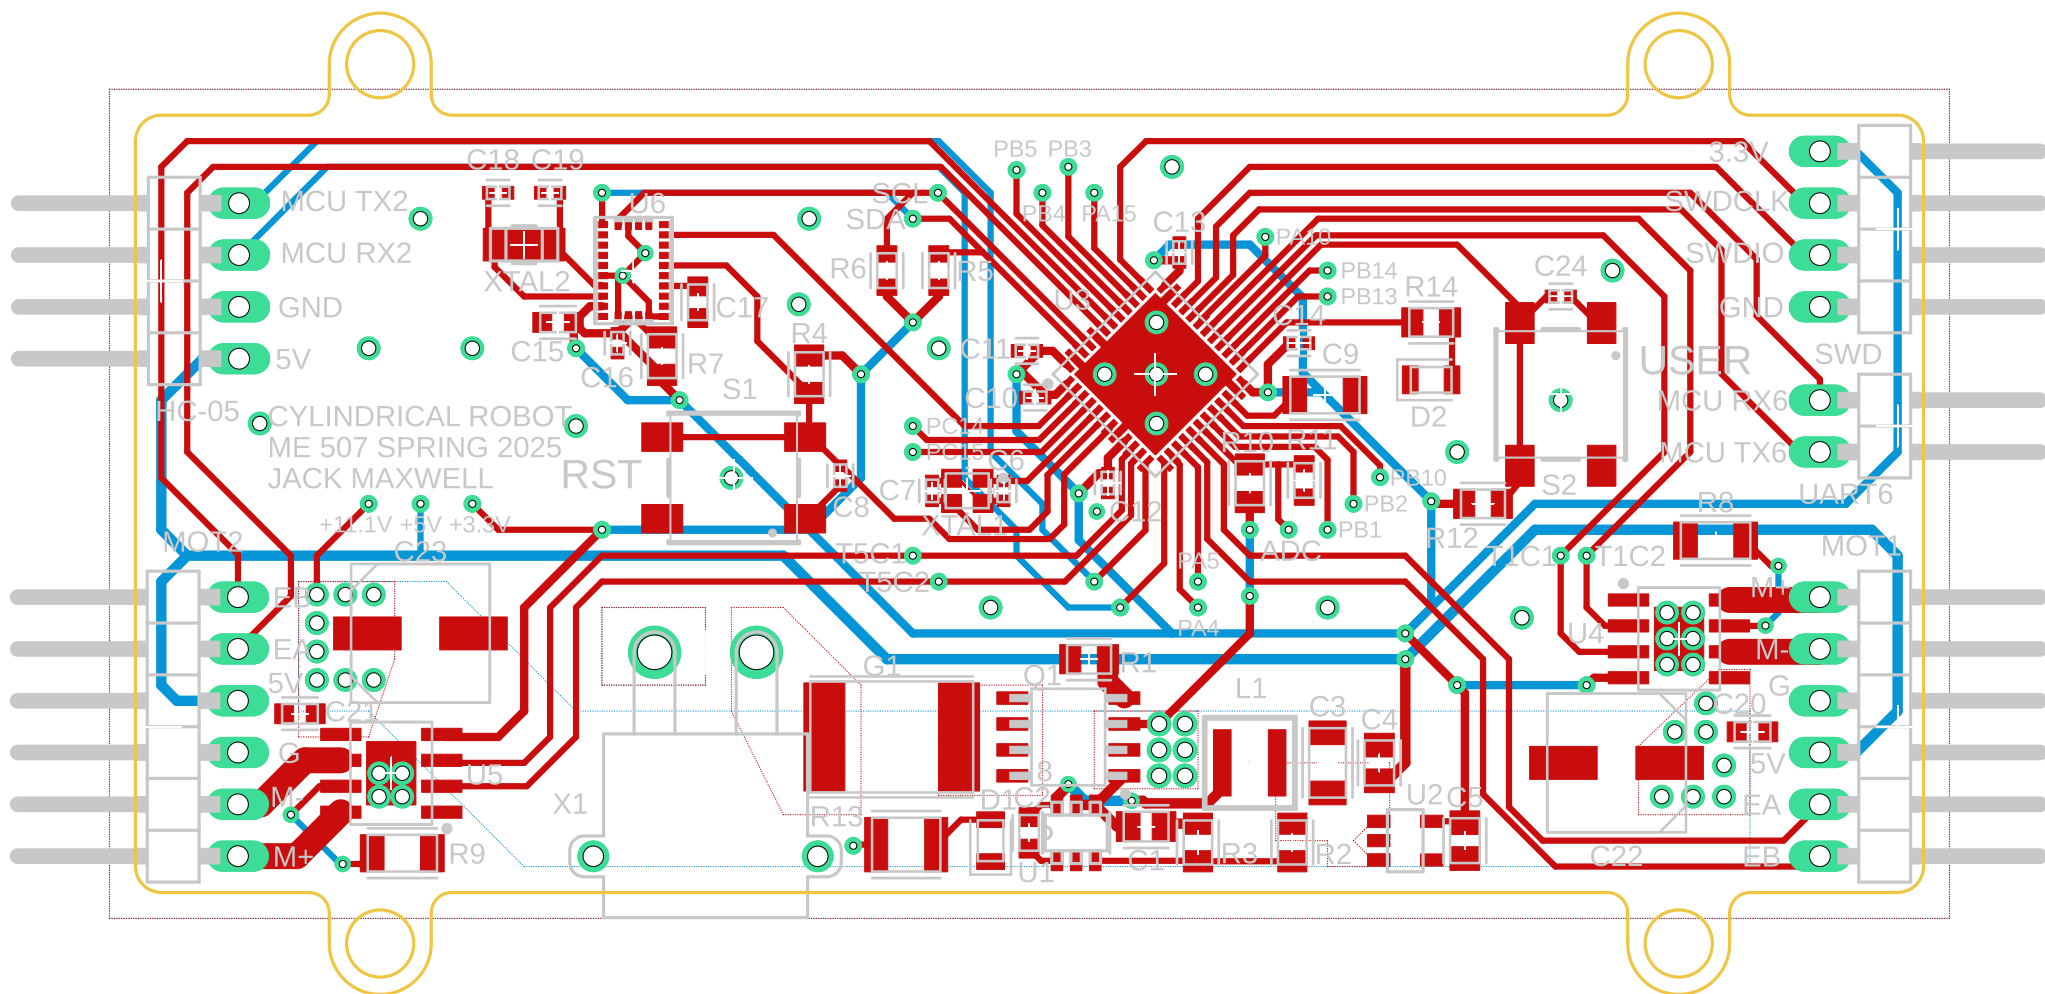 PB5
PB3
3.3V
C18
C19
MCU TX2
U6
SCL
SDA
PB4
PA15
C13
SWDCLK
PA10
MCU RX2
XTAL2
R6
R5
U3
PB14
PB13
C24
SWDIO
R14
GND
GND
C17
C15
C16
R7
R4
C11
C14
C9
5V
SWD
USER
S1
C10
D2
MCU RX6
HC-05
CYLINDRICAL ROBOT
ME 507 SPRING 2025
JACK MAXWELL
PC14
PC15
R10
R11
MCU TX6
RST
C7
C6
C8
XTAL1
C12
PB10
PB2
PB1
S2
UART6
R8
+11.1V +5V +3.3V
MOT2
C23
T5C1
T5C2
PA5
PA4
ADC
R12
T1C1
T1C2
MOT1
EB
M+
U4
EA
M-
5V
G
G1
Q1
R1
L1
C21
C3
C4
C20
G
5V
U5
8
M-
X1
R13
D1
C2
U2
C5
EA
M+
R9
U1
C1
R3
R2
C22
EB